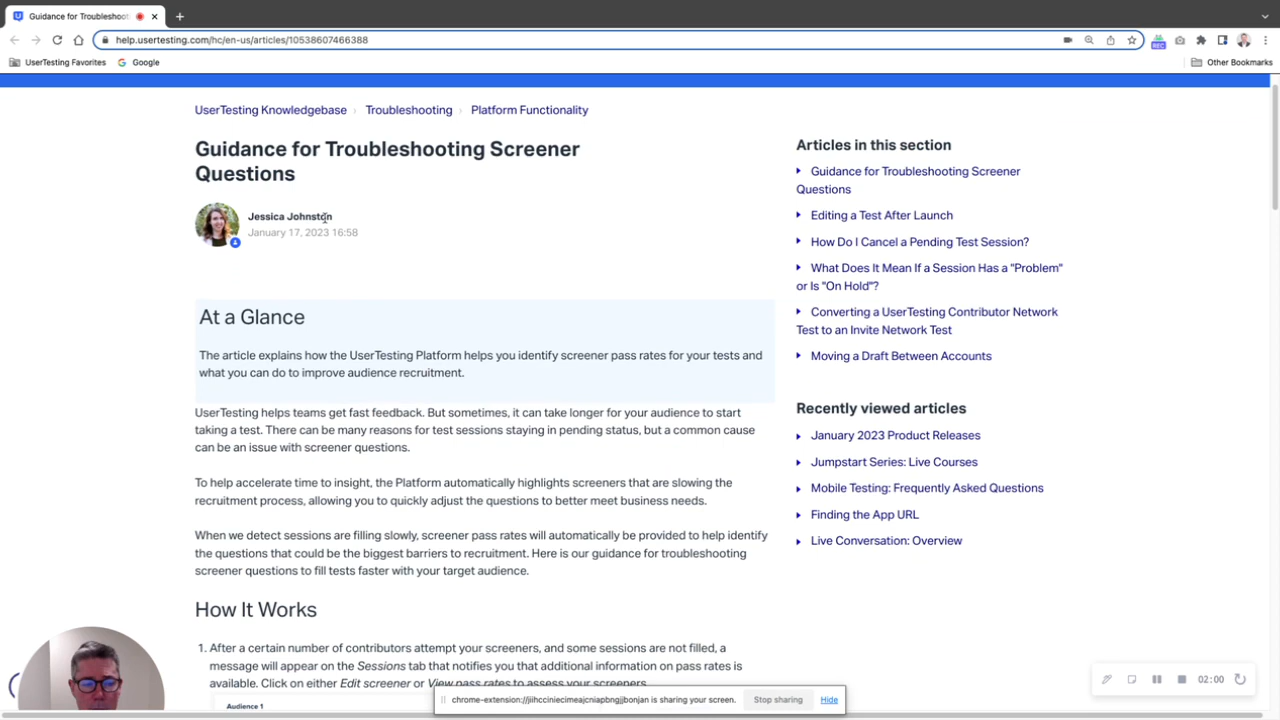 Guidance for Troubleshoot
help.usertesting.com/hc/en-us/articles/10538607466388
REC
UserTesting Favorites
Google
Other Bookmarks
UserTesting Knowledgebase
Troubleshooting
Platform Functionality
Guidance for Troubleshooting Screener
Questions
Jessica Johnston
January 17, 2023 16:58
At a Glance
The article explains how the UserTesting Platform helps you identify screener pass rates for your tests and
what you can do to improve audience recruitment.
UserTesting helps teams get fast feedback. But sometimes, it can take longer for your audience to start
taking a test. There can be many reasons for test sessions staying in pending status, but a common cause
can be an issue with screener questions.
To help accelerate time to insight, the Platform automatically highlights screeners that are slowing the
recruitment process, allowing you to quickly adjust the questions to better meet business needs.
When we detect sessions are filling slowly, screener pass rates will automatically be provided to help identify
the questions that could be the biggest barriers to recruitment. Here is our guidance for troubleshooting
screener questions to fill tests faster with your target audience.
How It Works
1. After a certain number of contributors attempt your screeners, and some sessions are not filled, a
message will appear on the Sessions tab that notifies you that additional information on pass rates is
available. Click on either Edit screener or View pass rates to assess your screeners.
Audience 1
Articles in this section
Guidance for Troubleshooting Screener
Questions
Editing a Test After Launch
How Do I Cancel a Pending Test Session?
What Does It Mean If a Session Has a "Problem"
or Is "On Hold"?
Converting a UserTesting Contributor Network
Test to an Invite Network Test
Moving a Draft Between Accounts
Recently viewed articles
January 2023 Product Releases
Jumpstart Series: Live Courses
Mobile Testing: Frequently Asked Questions
Finding the App URL
Live Conversation: Overview
chrome-extension://jiihcciniecimeajcniapbngjjbonjan is sharing your screen.
Stop sharing
Hide
02:00